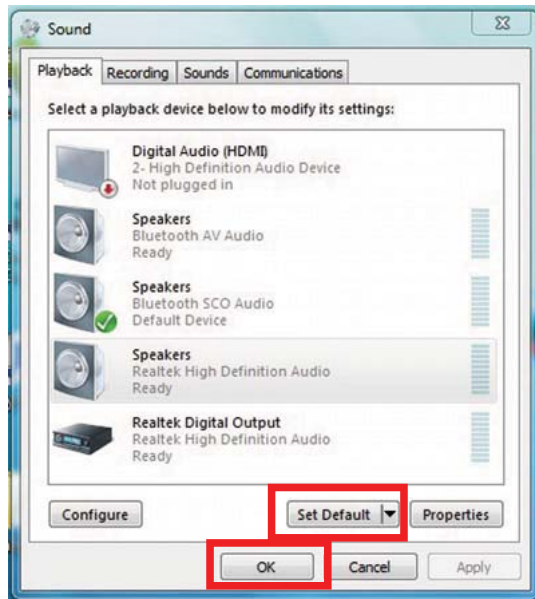 Sound
Playback Recording Sounds Communications
Select a playback device below to modify its settings:
Digital Audio (HDMI)
2- High Definition Audio Device
Not plugged in
Speakers
Bluetooth AV Audio
Ready
Speakers
Bluetooth SCO Audio
Default Device
Speakers
Realtek High Definition Audio
Ready
Realtek Digital Output
Realtek High Definition Audio
Ready
Configure Set Default Properties
OK Cancel Apply